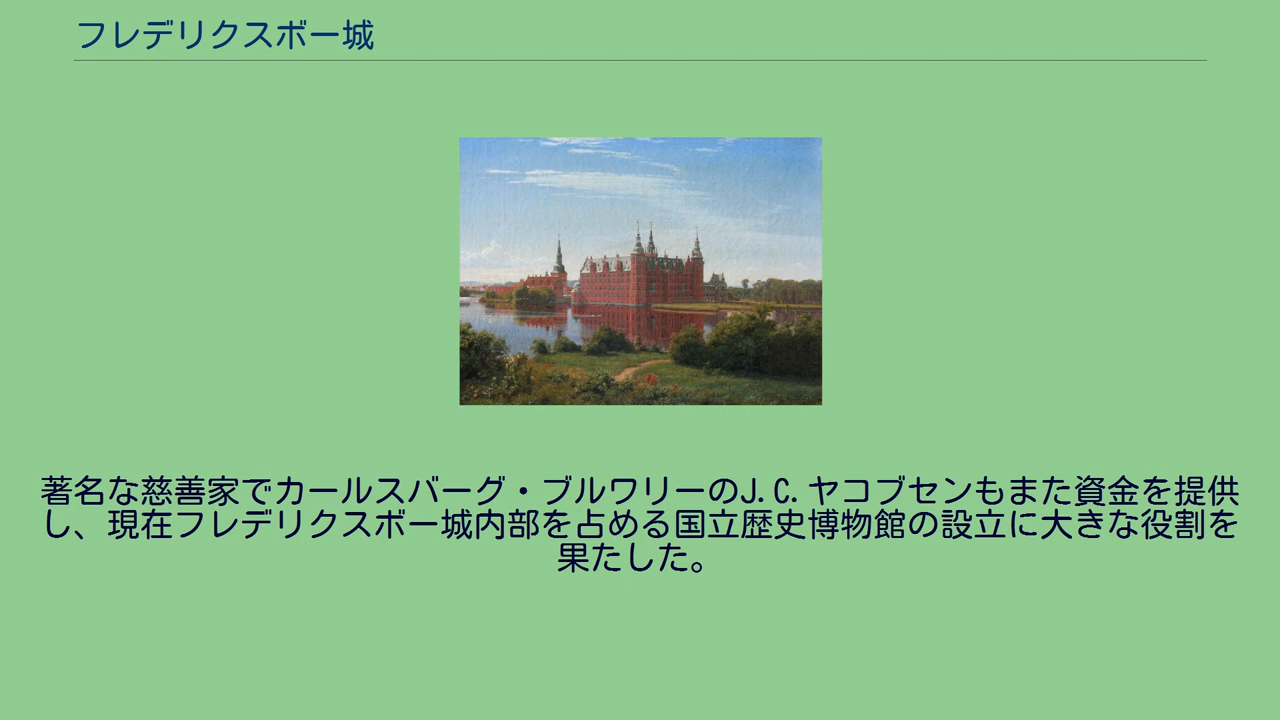 フレデリクスボー城
著名な慈善家でカールスバーグ・ブルワリーのJ.C.ヤコブセンもまた資金を提供
し、現在フレデリクスボー城内部を占める国立歴史博物館の設立に大きな役割を
果たした。